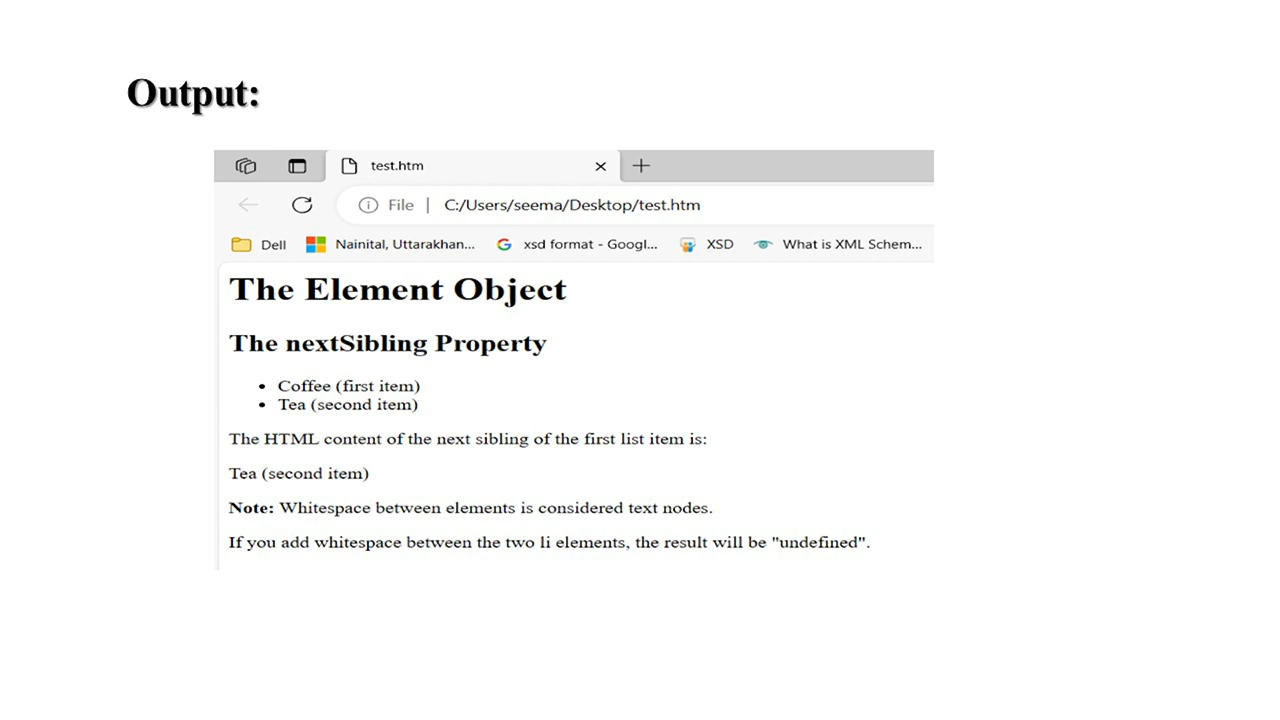 Output:
test.htm
File | C:/Users/seema/Desktop/test.htm
Dell Nainital, Uttarakhan... xsd format - Googl... XSD What is XML Schem...
The Element Object
The nextSibling Property
• Coffee (first item)
• Tea (second item)
The HTML content of the next sibling of the first list item is:
Tea (second item)
Note: Whitespace between elements is considered text nodes.
If you add whitespace between the two li elements, the result will be "undefined".